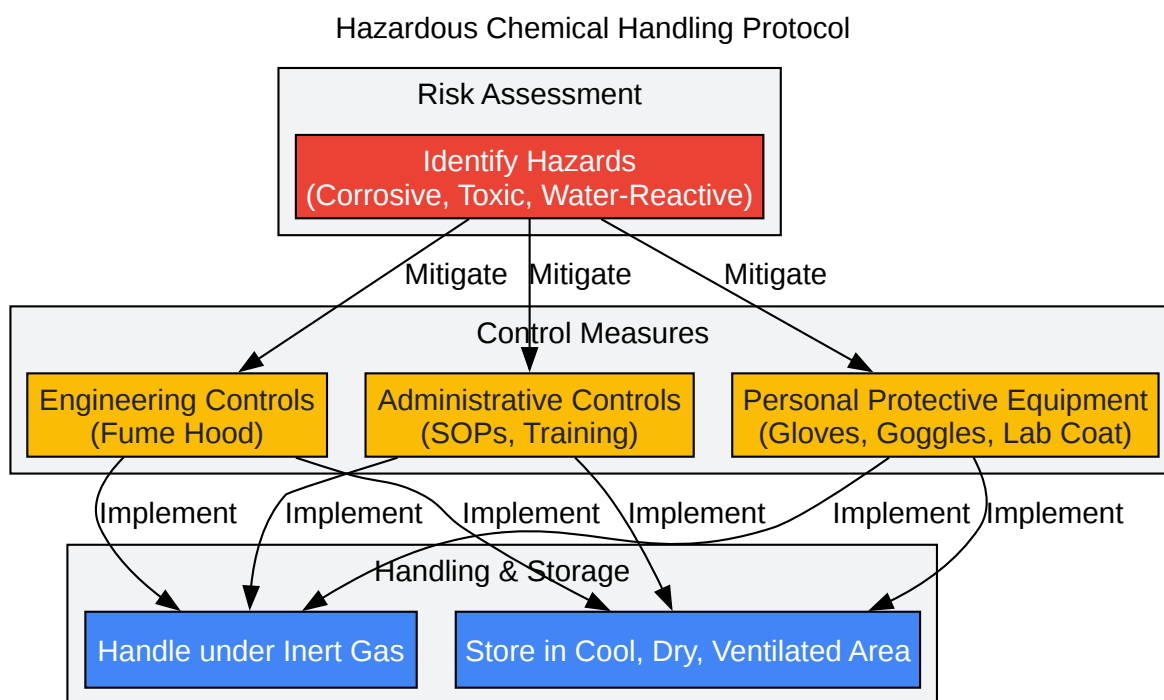 Hazardous Chemical Handling Protocol
Risk Assessment
Identify Hazards
(Corrosive, Toxic, Water-Reactive)
Mitigate
Mitigate
Mitigate
Control Measures
Engineering Controls
(Fume Hood)
Administrative Controls
(SOPs, Training)
Personal Protective Equipment
(Gloves, Goggles, Lab Coat)
Implement
Implement
Implement
Implement
Implement
Implement
Handling & Storage
Handle under Inert Gas
Store in Cool, Dry, Ventilated Area